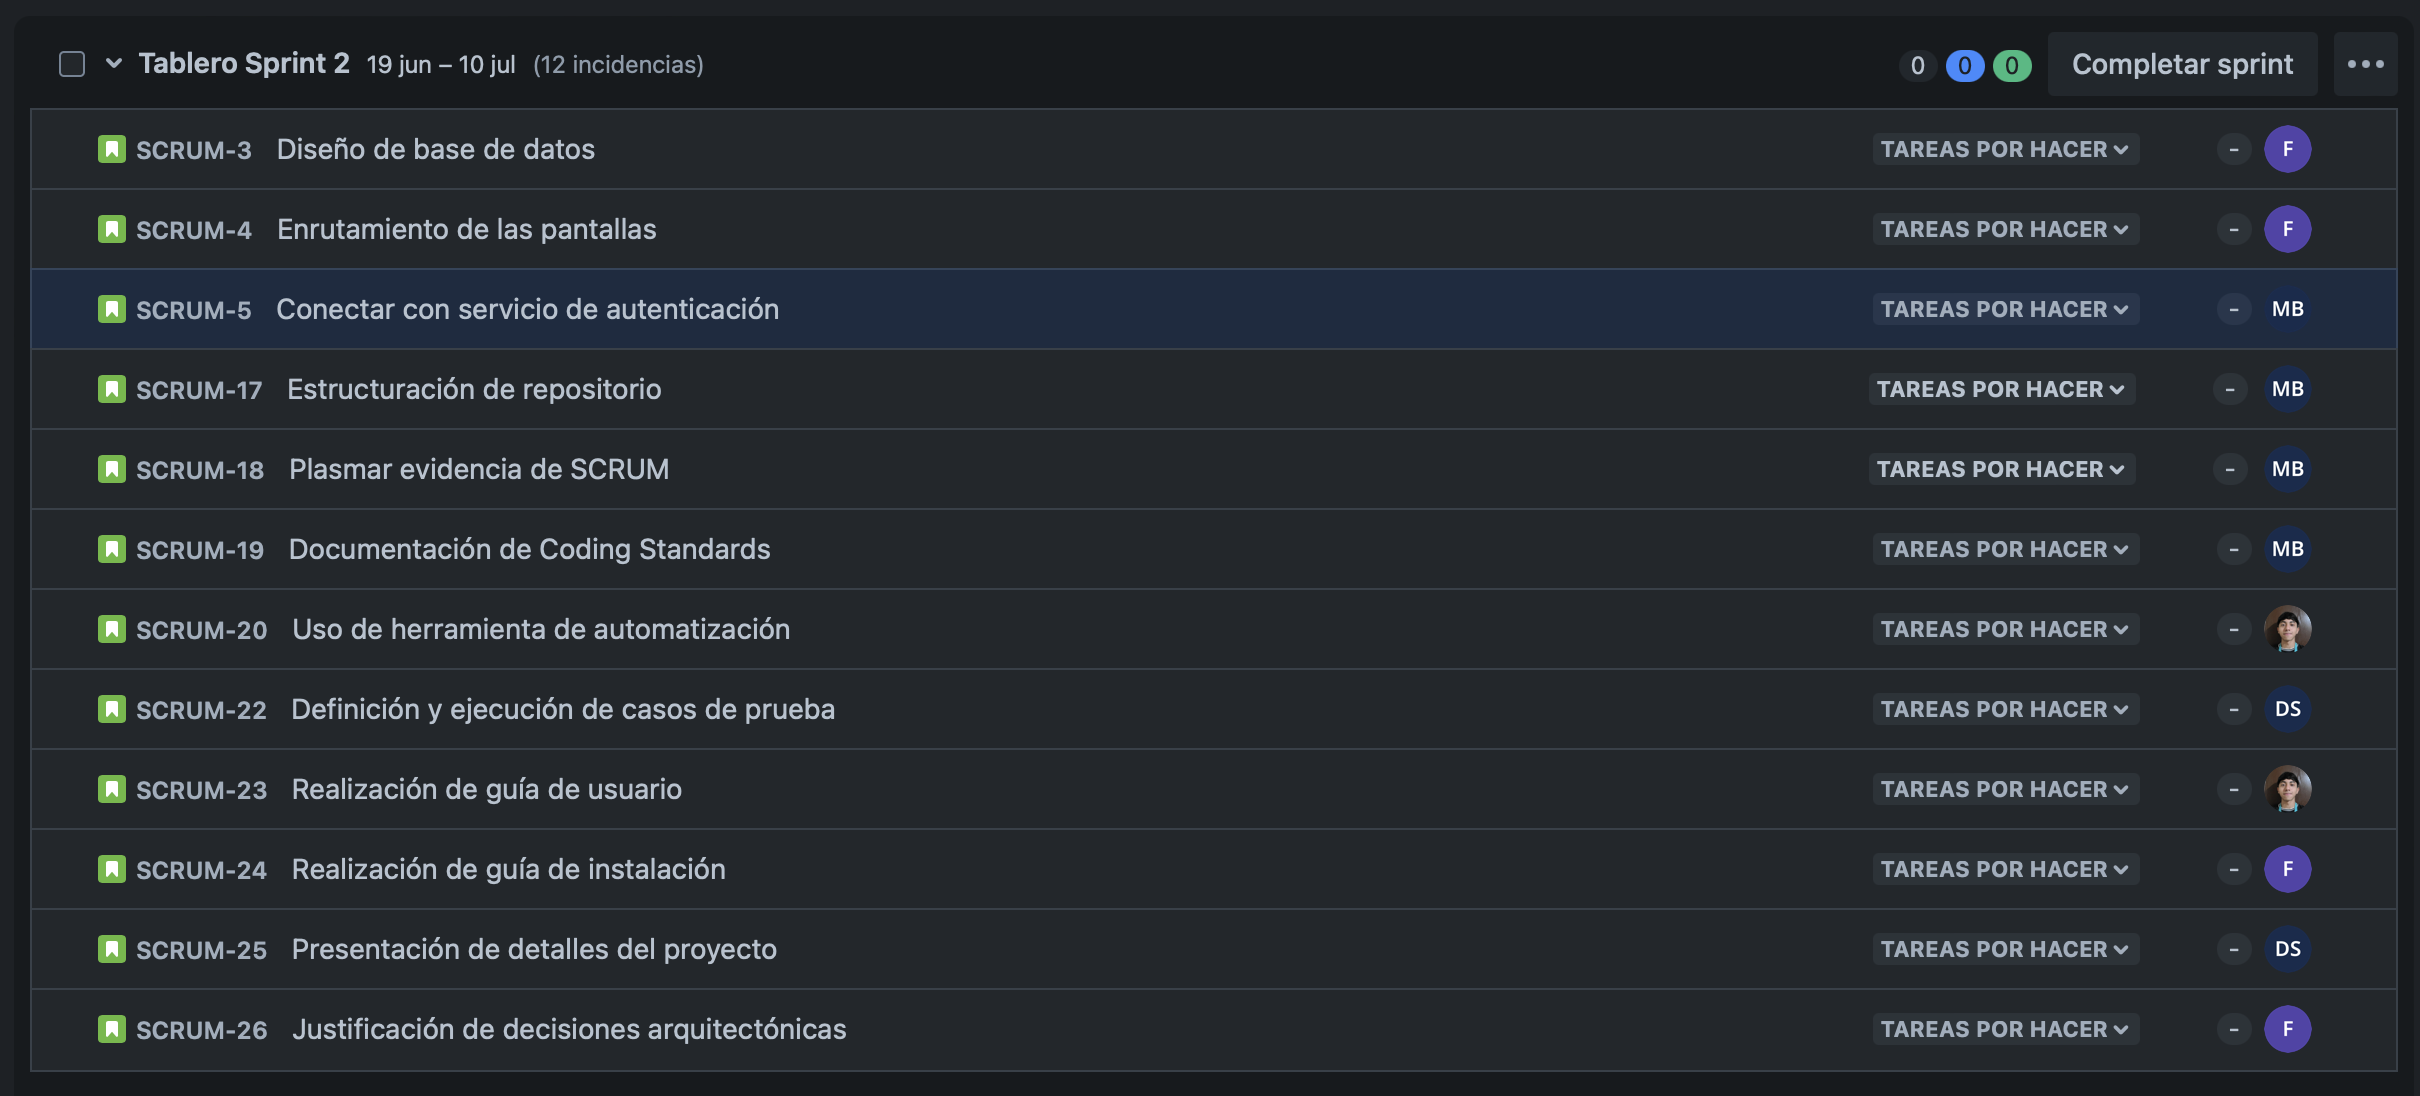 Tablero Sprint 2 19 jun – 10 jul (12 incidencias) 0 0 0 Completar sprint
SCRUM-3 Diseño de base de datos TAREAS POR HACER - F
SCRUM-4 Enrutamiento de las pantallas TAREAS POR HACER - F
SCRUM-5 Conectar con servicio de autenticación TAREAS POR HACER - MB
SCRUM-17 Estructuración de repositorio TAREAS POR HACER - MB
SCRUM-18 Plasmar evidencia de SCRUM TAREAS POR HACER - MB
SCRUM-19 Documentación de Coding Standards TAREAS POR HACER - MB
SCRUM-20 Uso de herramienta de automatización TAREAS POR HACER -
SCRUM-22 Definición y ejecución de casos de prueba TAREAS POR HACER - DS
SCRUM-23 Realización de guía de usuario TAREAS POR HACER -
SCRUM-24 Realización de guía de instalación TAREAS POR HACER - F
SCRUM-25 Presentación de detalles del proyecto TAREAS POR HACER - DS
SCRUM-26 Justificación de decisiones arquitectónicas TAREAS POR HACER - F